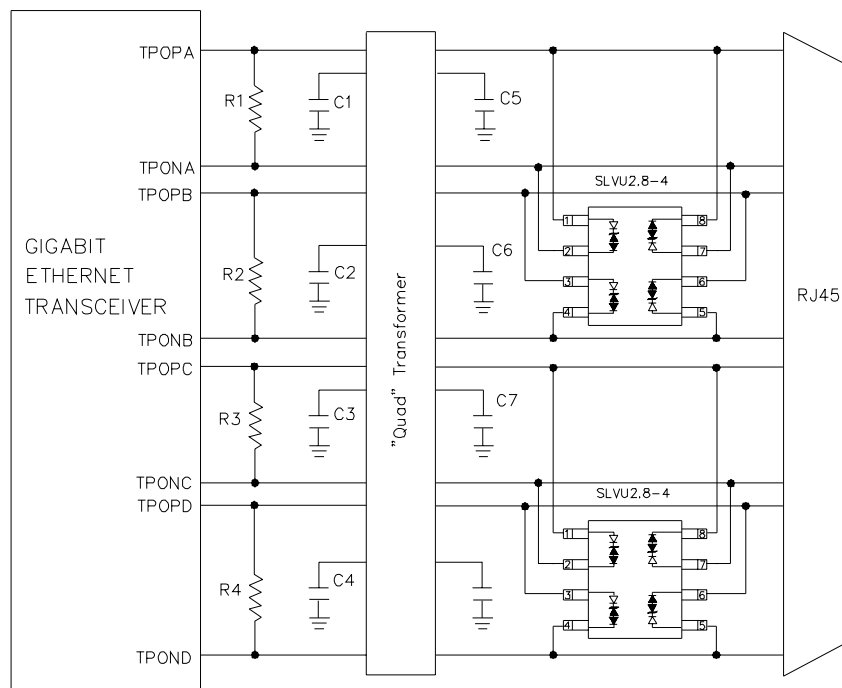 TPOPA
R1
C1
C5
TPONA
TPOPB
SLVU2.8-4
1
2
3
4
8
7
6
5
GIGABIT
ETHERNET
TRANSCEIVER
R2
C2
C6
"Quad" Transformer
RJ45
TPONB
TPOPC
R3
C3
C7
TPONC
TPOPD
SLVU2.8-4
1
2
3
4
8
7
6
5
R4
C4
TPOND